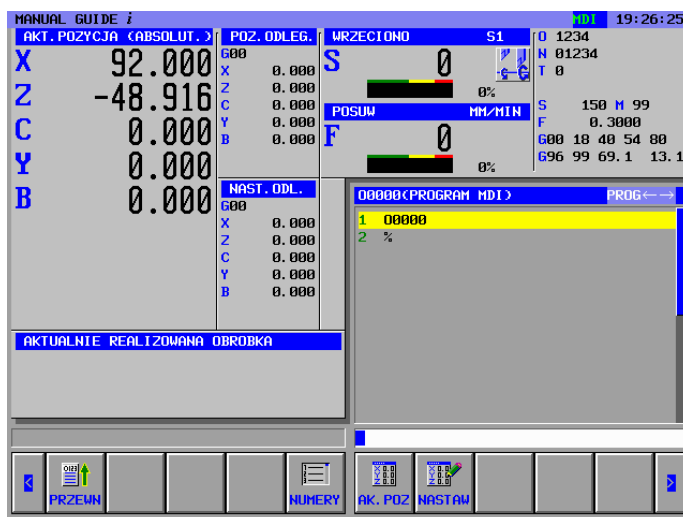 MANUAL GUIDE i MDI 19:26:25
AKT.POZYCJA (ABSOLUT.)
X 92.000
Z -48.916
C 0.000
Y 0.000
B 0.000
POZ.ODLEG.
G00
X 0.000
Z 0.000
C 0.000
Y 0.000
B 0.000
NAST.ODL.
G00
X 0.000
Z 0.000
C 0.000
Y 0.000
B 0.000
WRZECIONO S1
S 0
0%
POSUW MM/MIN
F 0
0%
O 1234
N 01234
T 0
S 150 M 99
F 0.3000
G00 18 40 54 80
G96 99 69.1 13.1
AKTUALNIE REALIZOWANA OBROBKA
O0000(PROGRAM MDI) PROG←→
1 O0000
2 %
PRZEWN
NUMERY
AK.POZ
NASTAW